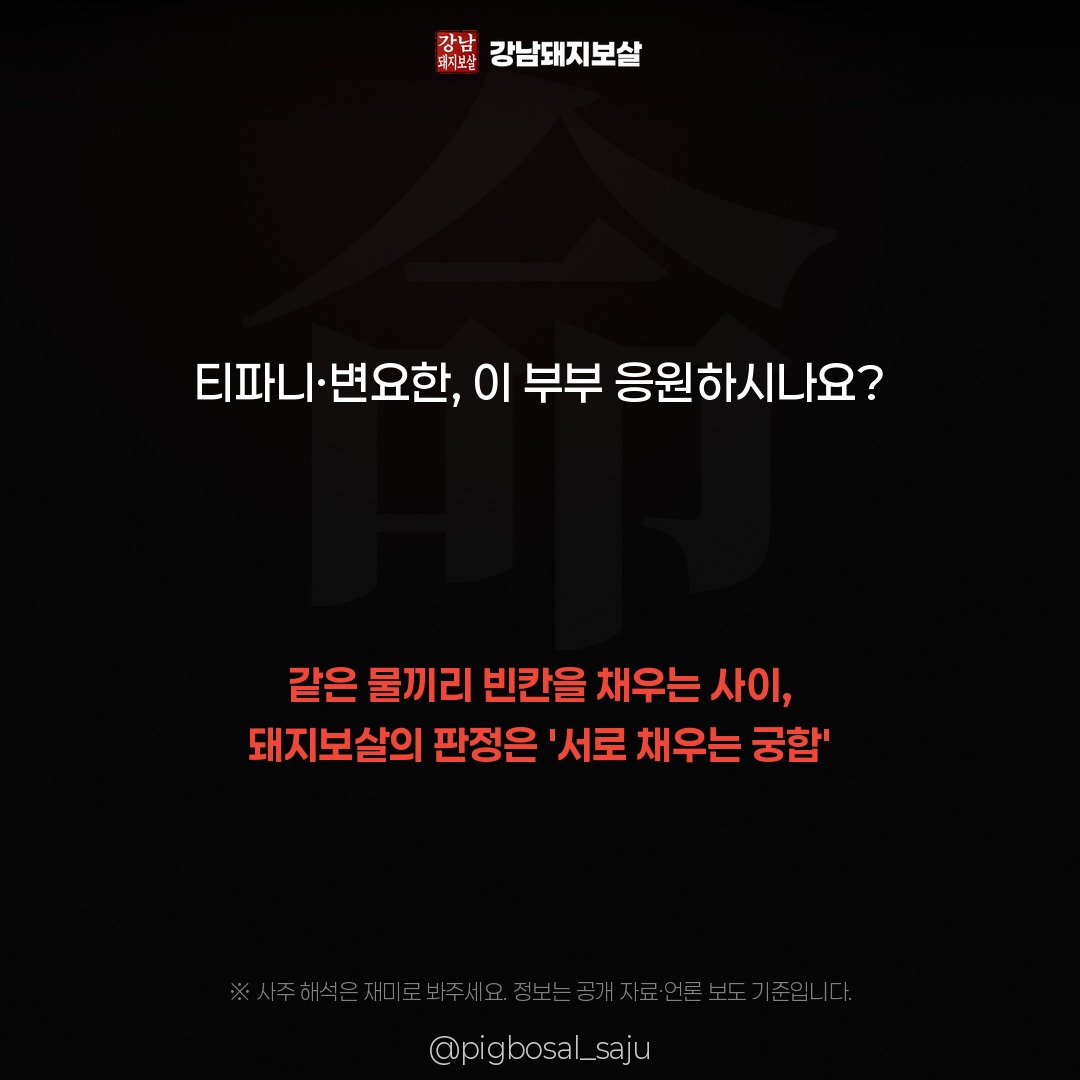 강남
돼지보살
강남돼지보살
命
티파니·변요한, 이 부부 응원하시나요?
같은 물끼리 빈칸을 채우는 사이,
돼지보살의 판정은 '서로 채우는 궁합'
※ 사주 해석은 재미로 봐주세요. 정보는 공개 자료·언론 보도 기준입니다.
@pigbosal_saju